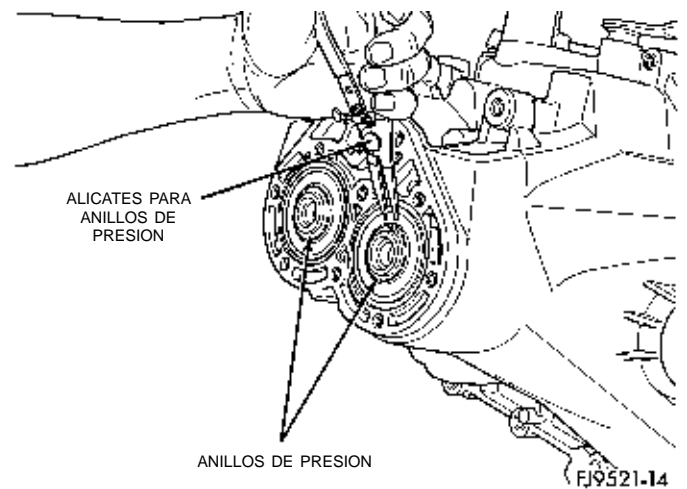 ALICATES PARA
ANILLOS DE
PRESION
ANILLOS DE PRESION
FJ9521-14